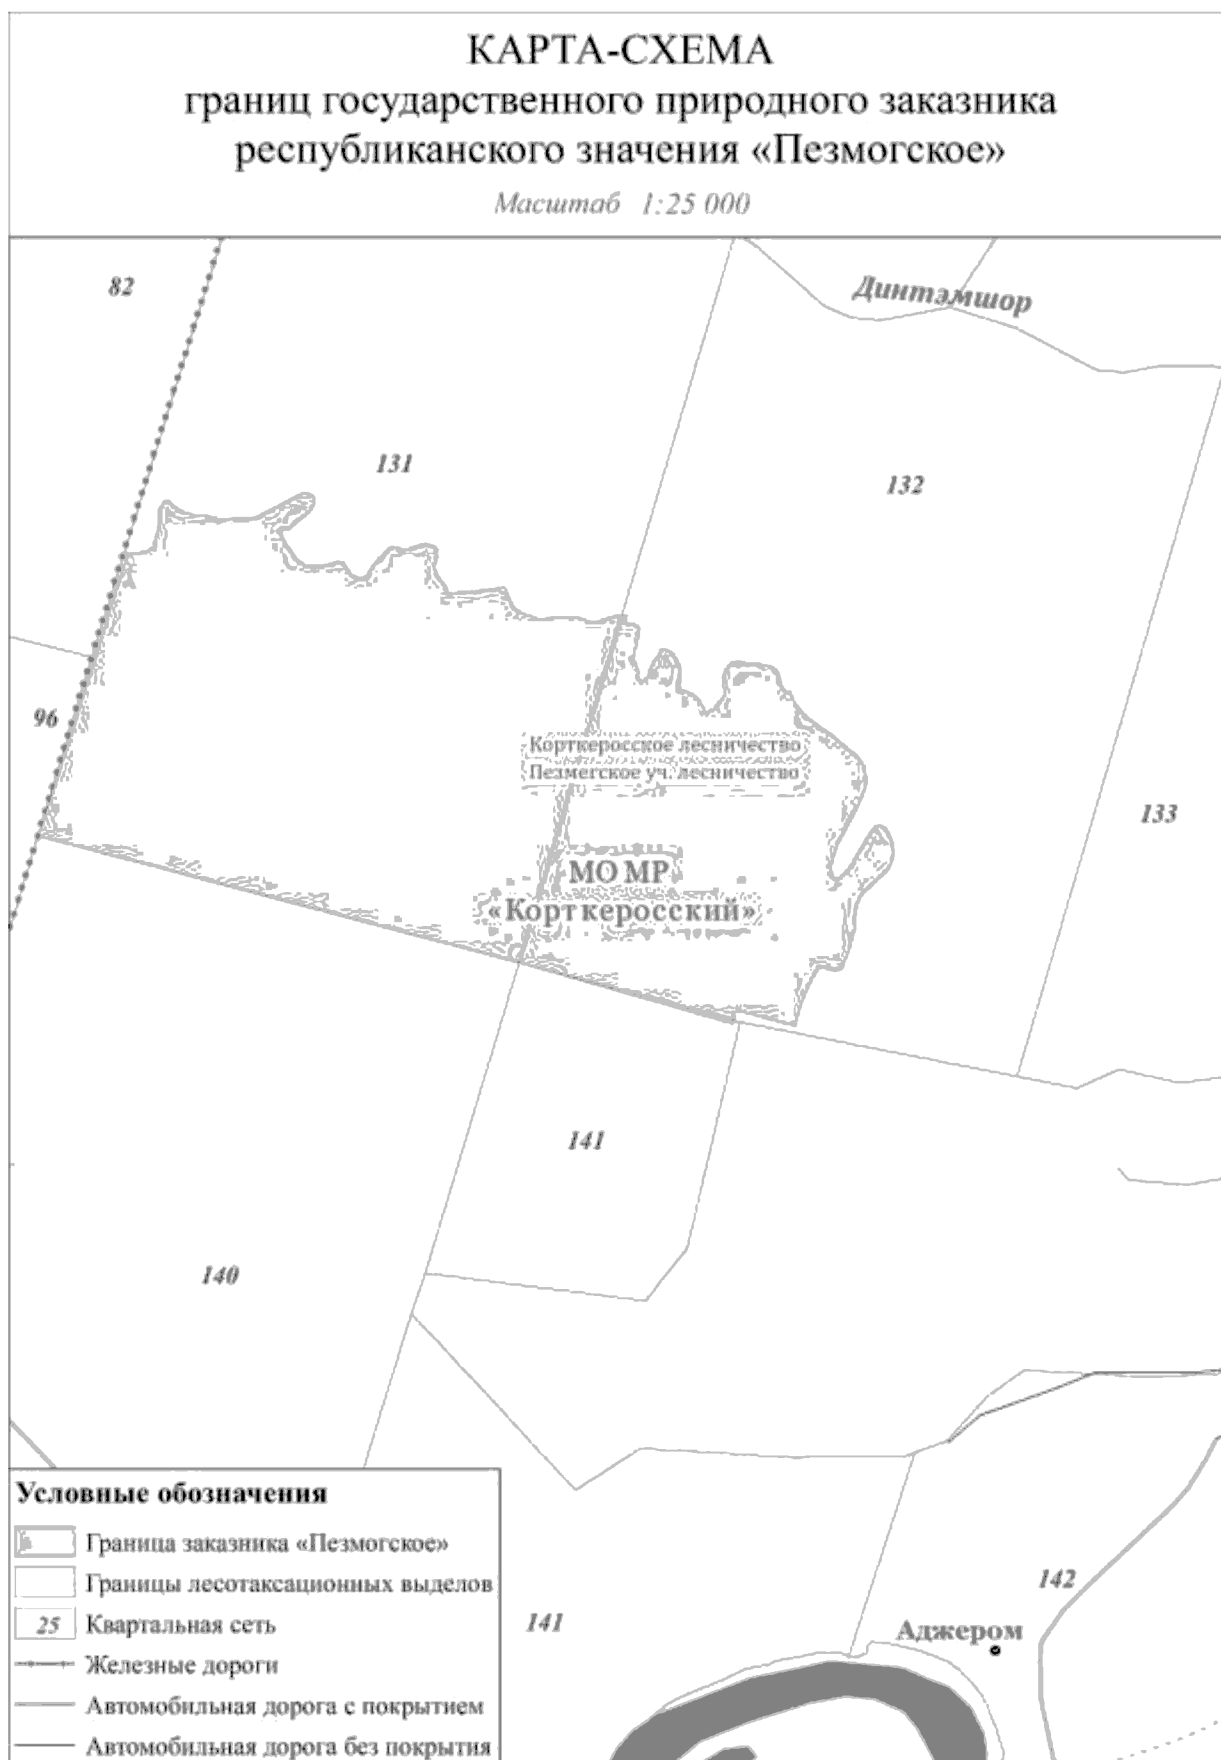 КАРТА-СХЕМА
границ государственного природного заказника
республиканского значения «Пезмогское»
Масштаб 1:25 000
82
Динтэмшор
131
132
96
Корткеросское лесничество
Пезмегское уч. лесничество
133
МО МР
«Корткеросский»
141
140
Условные обозначения
Граница заказника «Пезмогское»
Границы лесотаксационных выделов
25 Квартальная сеть
Железные дороги
Автомобильная дорога с покрытием
Автомобильная дорога без покрытия
141
142
Аджером